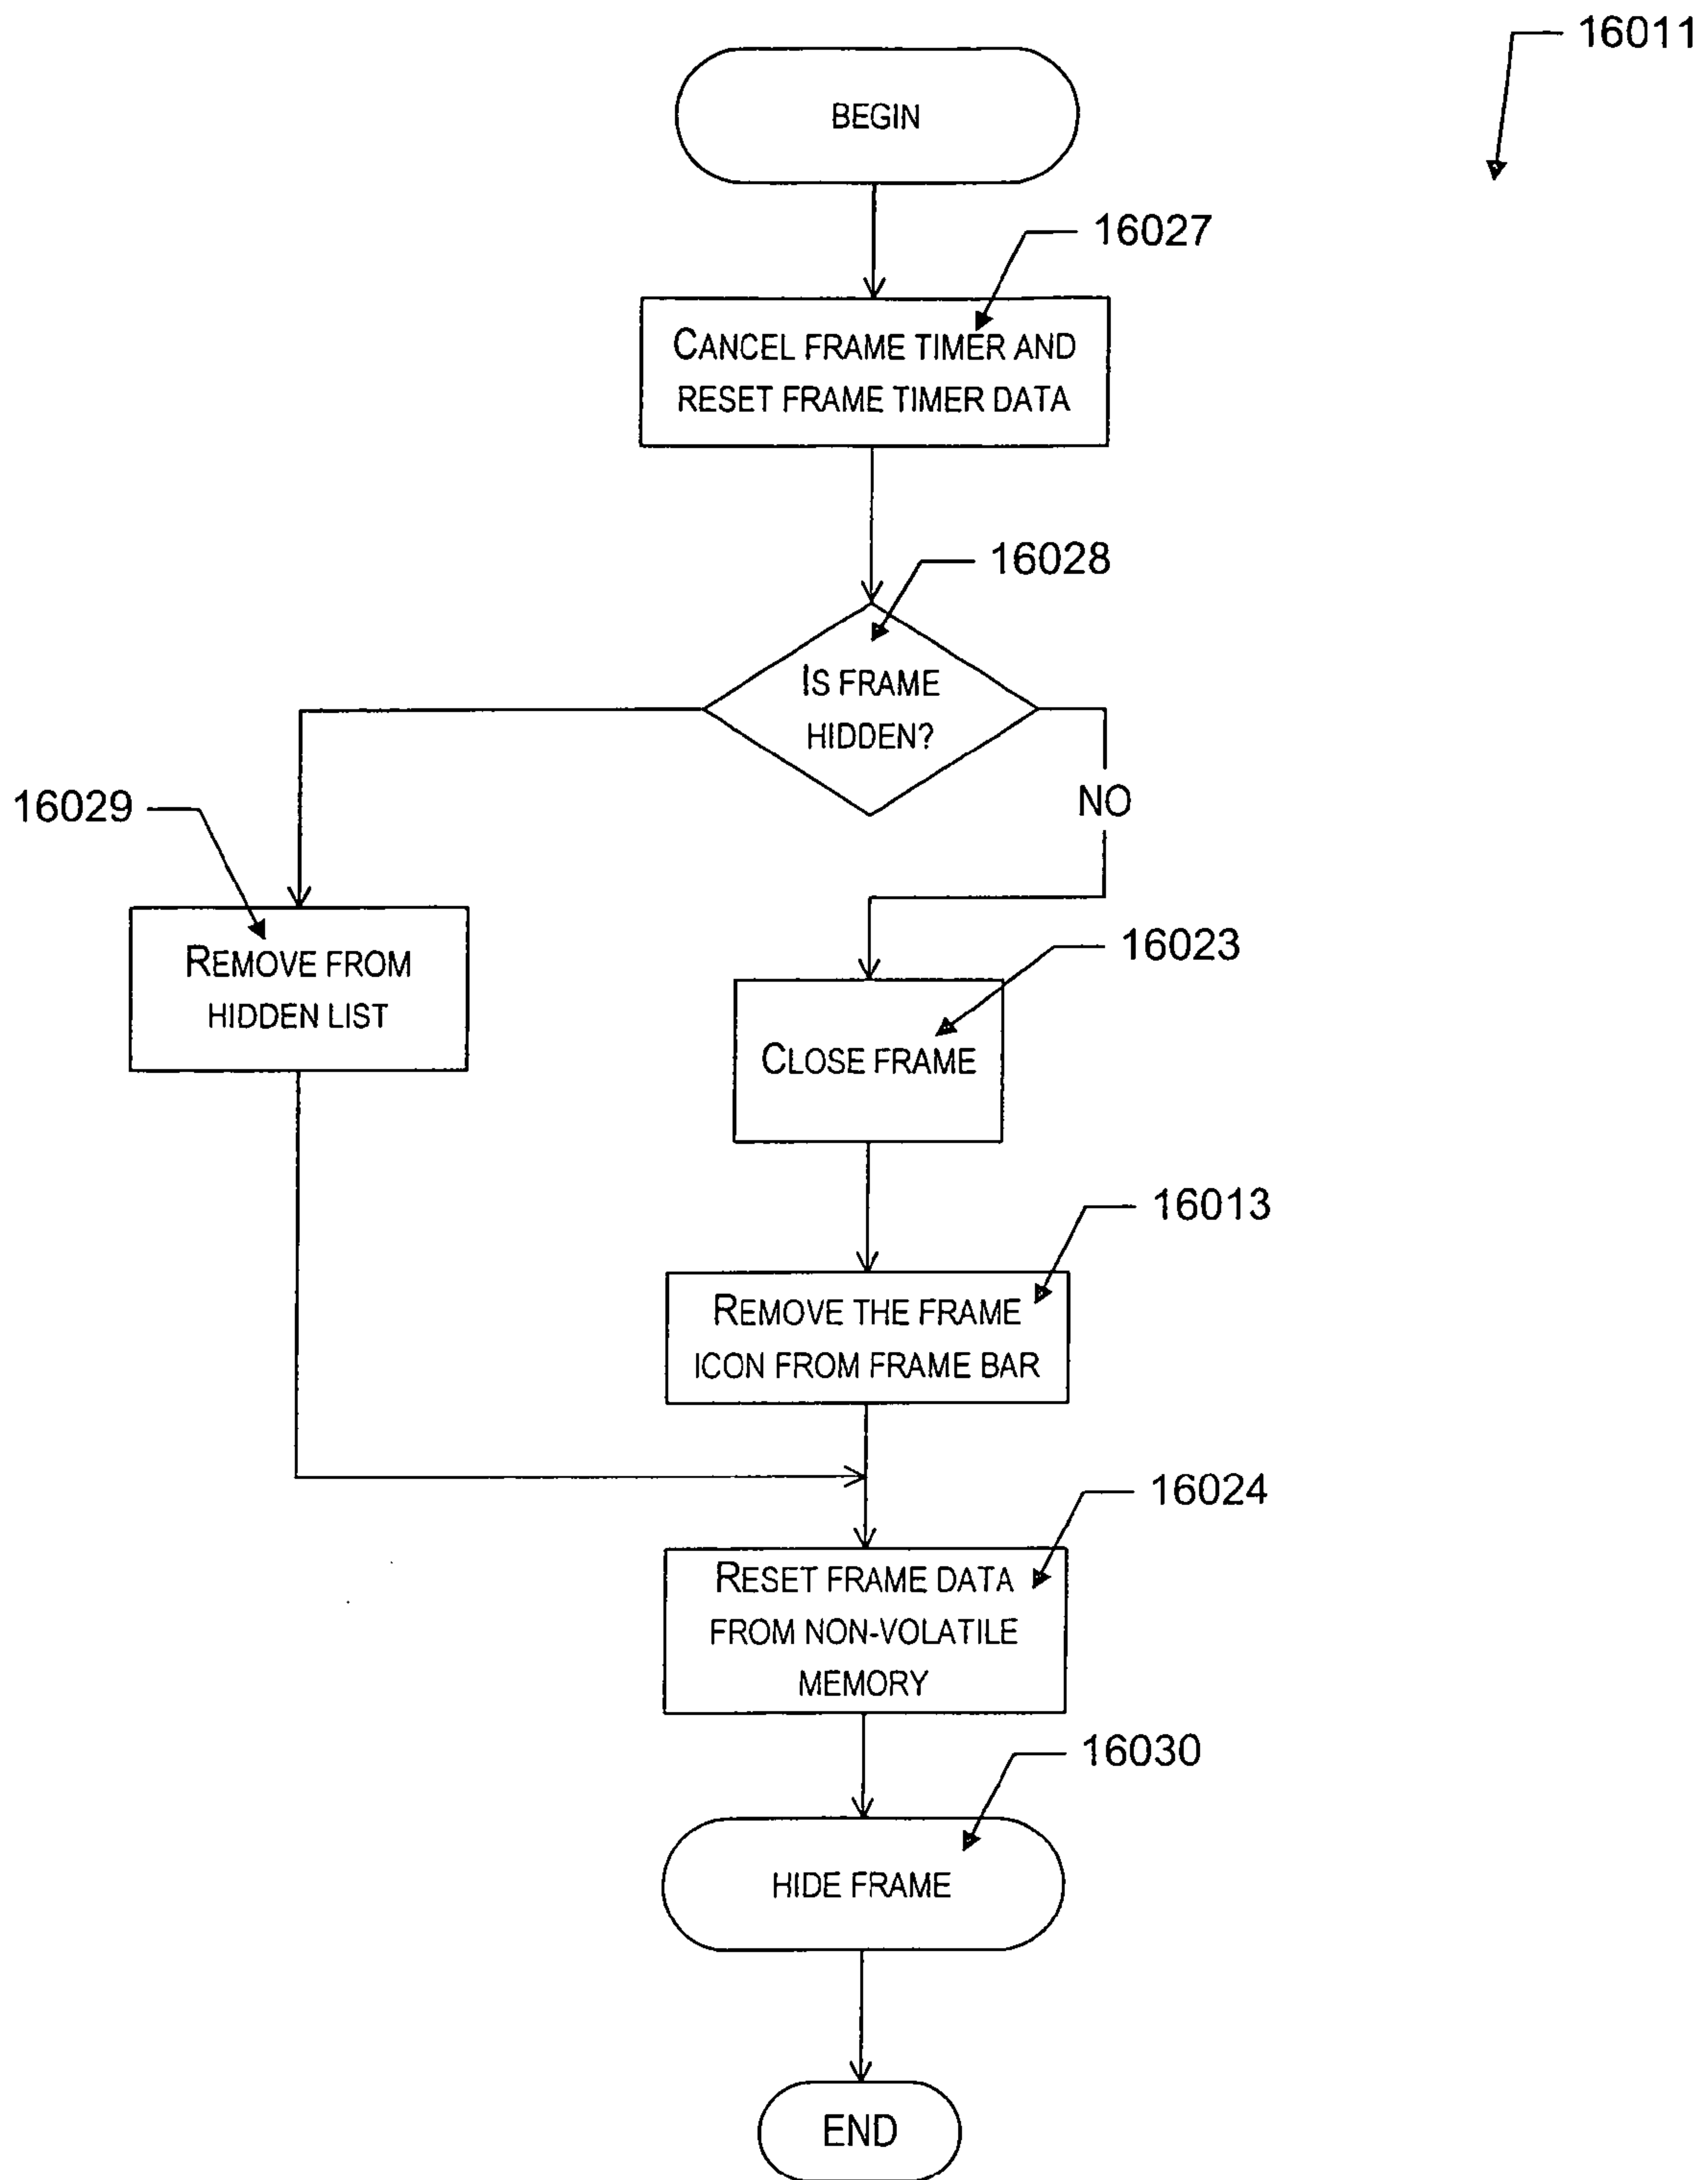 16011
BEGIN
16027
CANCEL FRAME TIMER AND
RESET FRAME TIMER DATA
16028
IS FRAME
HIDDEN?
NO
16029
REMOVE FROM
HIDDEN LIST
16023
CLOSE FRAME
16013
REMOVE THE FRAME
ICON FROM FRAME BAR
16024
RESET FRAME DATA
FROM NON-VOLATILE
MEMORY
16030
HIDE FRAME
END